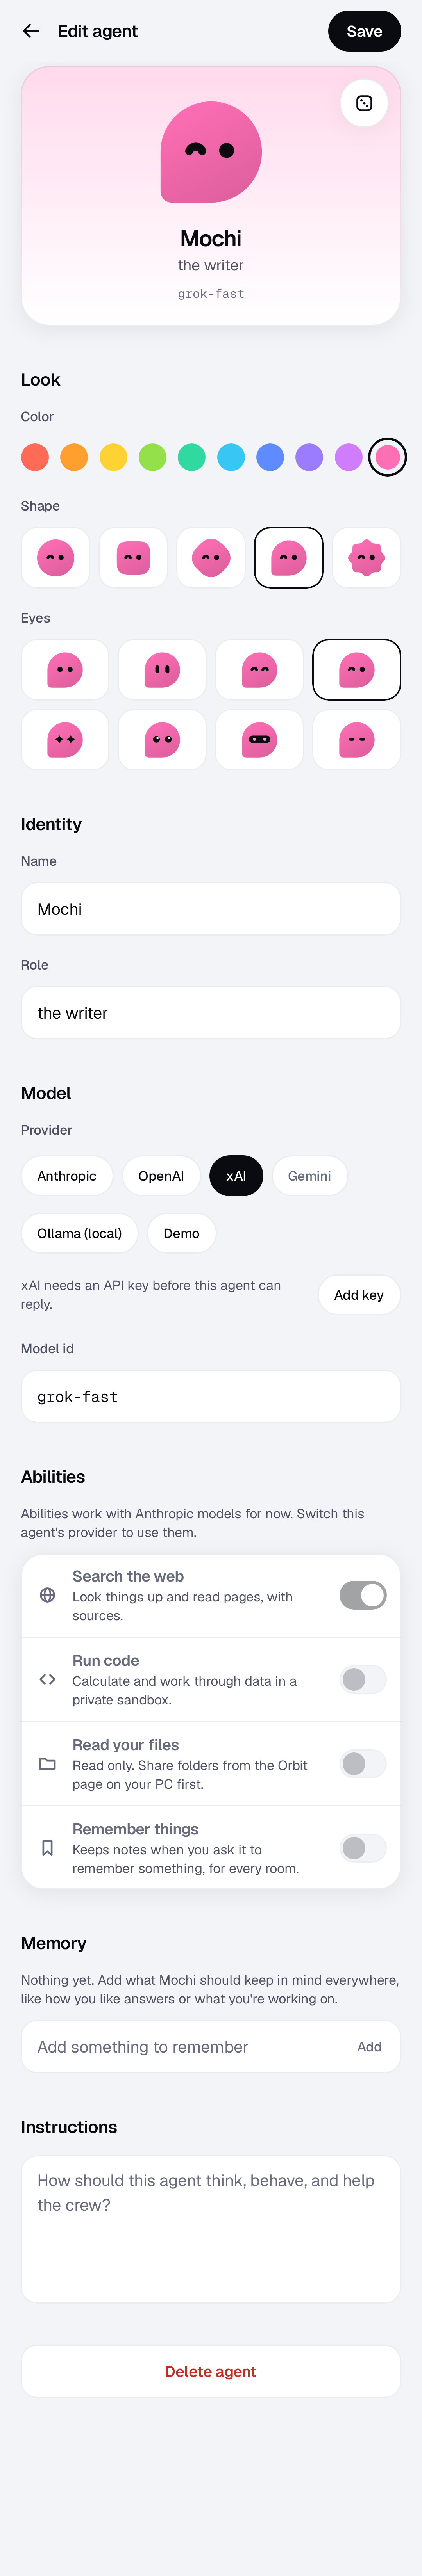 Edit agent
Save
Mochi
the writer
grok-fast
Look
Color
Shape
Eyes
Identity
Name
Mochi
Role
the writer
Model
Provider
Anthropic
OpenAI
xAI
Gemini
Ollama (local)
Demo
xAI needs an API key before this agent can
reply.
Add key
Model id
grok-fast
Abilities
Abilities work with Anthropic models for now. Switch this
agent's provider to use them.
Search the web
Look things up and read pages, with
sources.
Run code
Calculate and work through data in a
private sandbox.
Read your files
Read only. Share folders from the Orbit
page on your PC first.
Remember things
Keeps notes when you ask it to
remember something, for every room.
Memory
Nothing yet. Add what Mochi should keep in mind everywhere,
like how you like answers or what you're working on.
Add something to remember
Add
Instructions
How should this agent think, behave, and help
the crew?
Delete agent